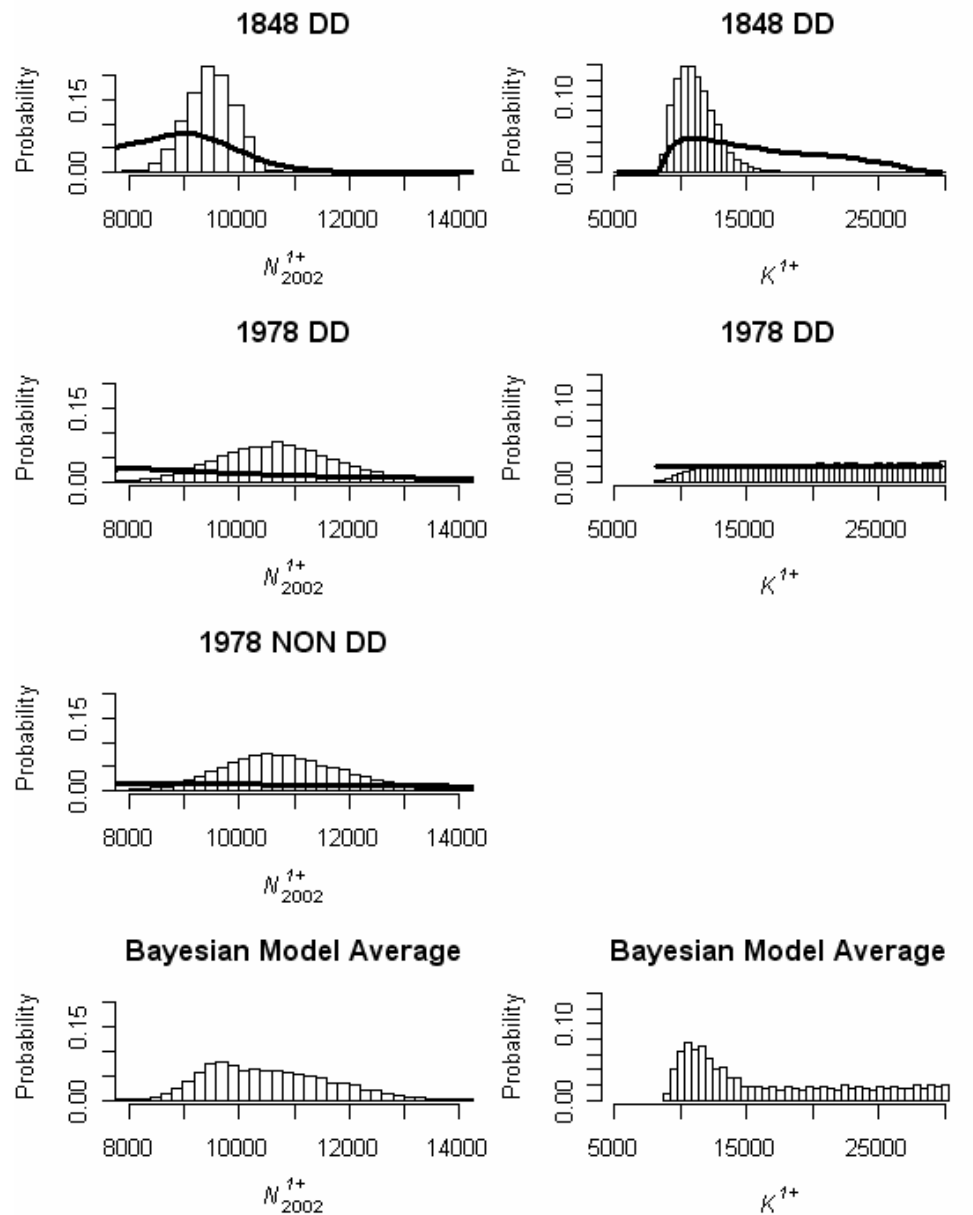 1848 DD
Probability
0.00 0.15
8000 10000 12000 14000
N 1+ 2002
1848 DD
Probability
0.00 0.10
5000 15000 25000
K 1+
1978 DD
Probability
0.00 0.15
8000 10000 12000 14000
N 1+ 2002
1978 DD
Probability
0.00 0.10
5000 15000 25000
K 1+
1978 NON DD
Probability
0.00 0.15
8000 10000 12000 14000
N 1+ 2002
Bayesian Model Average
Probability
0.00 0.15
8000 10000 12000 14000
N 1+ 2002
Bayesian Model Average
Probability
0.00 0.10
5000 15000 25000
K 1+